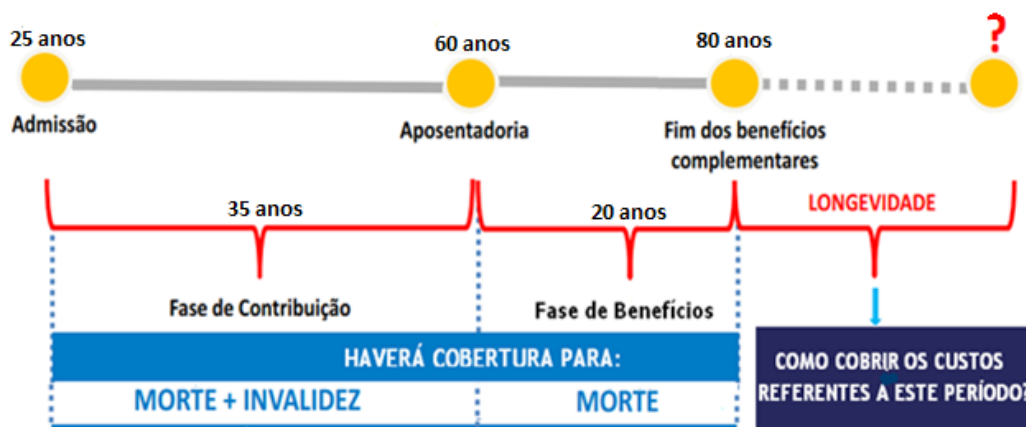 25 anos
60 anos
80 anos
?
Admissão
Aposentadoria
Fim dos benefícios
complementares
35 anos
20 anos
LONGEVIDADE
Fase de Contribuição
Fase de Benefícios
HAVERÁ COBERTURA PARA:
MORTE + INVALIDEZ
MORTE
COMO COBRIR OS CUSTOS
REFERENTES A ESTE PERÍODO?